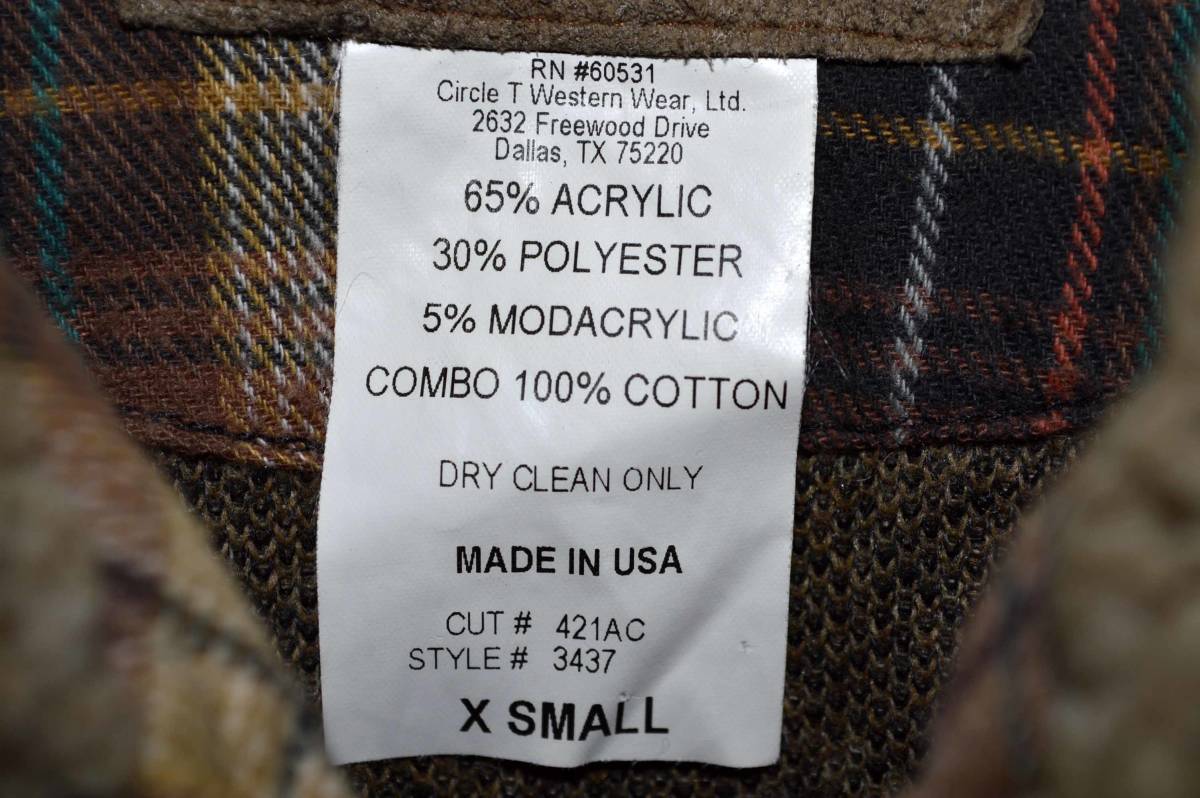 RN #60531
Circle T Western Wear, Ltd.
2632 Freewood Drive
Dallas, TX 75220
65% ACRYLIC
30% POLYESTER
5% MODACRYLIC
COMBO 100% COTTON
DRY CLEAN ONLY
MADE IN USA
CUT # 421AC
STYLE # 3437
X SMALL